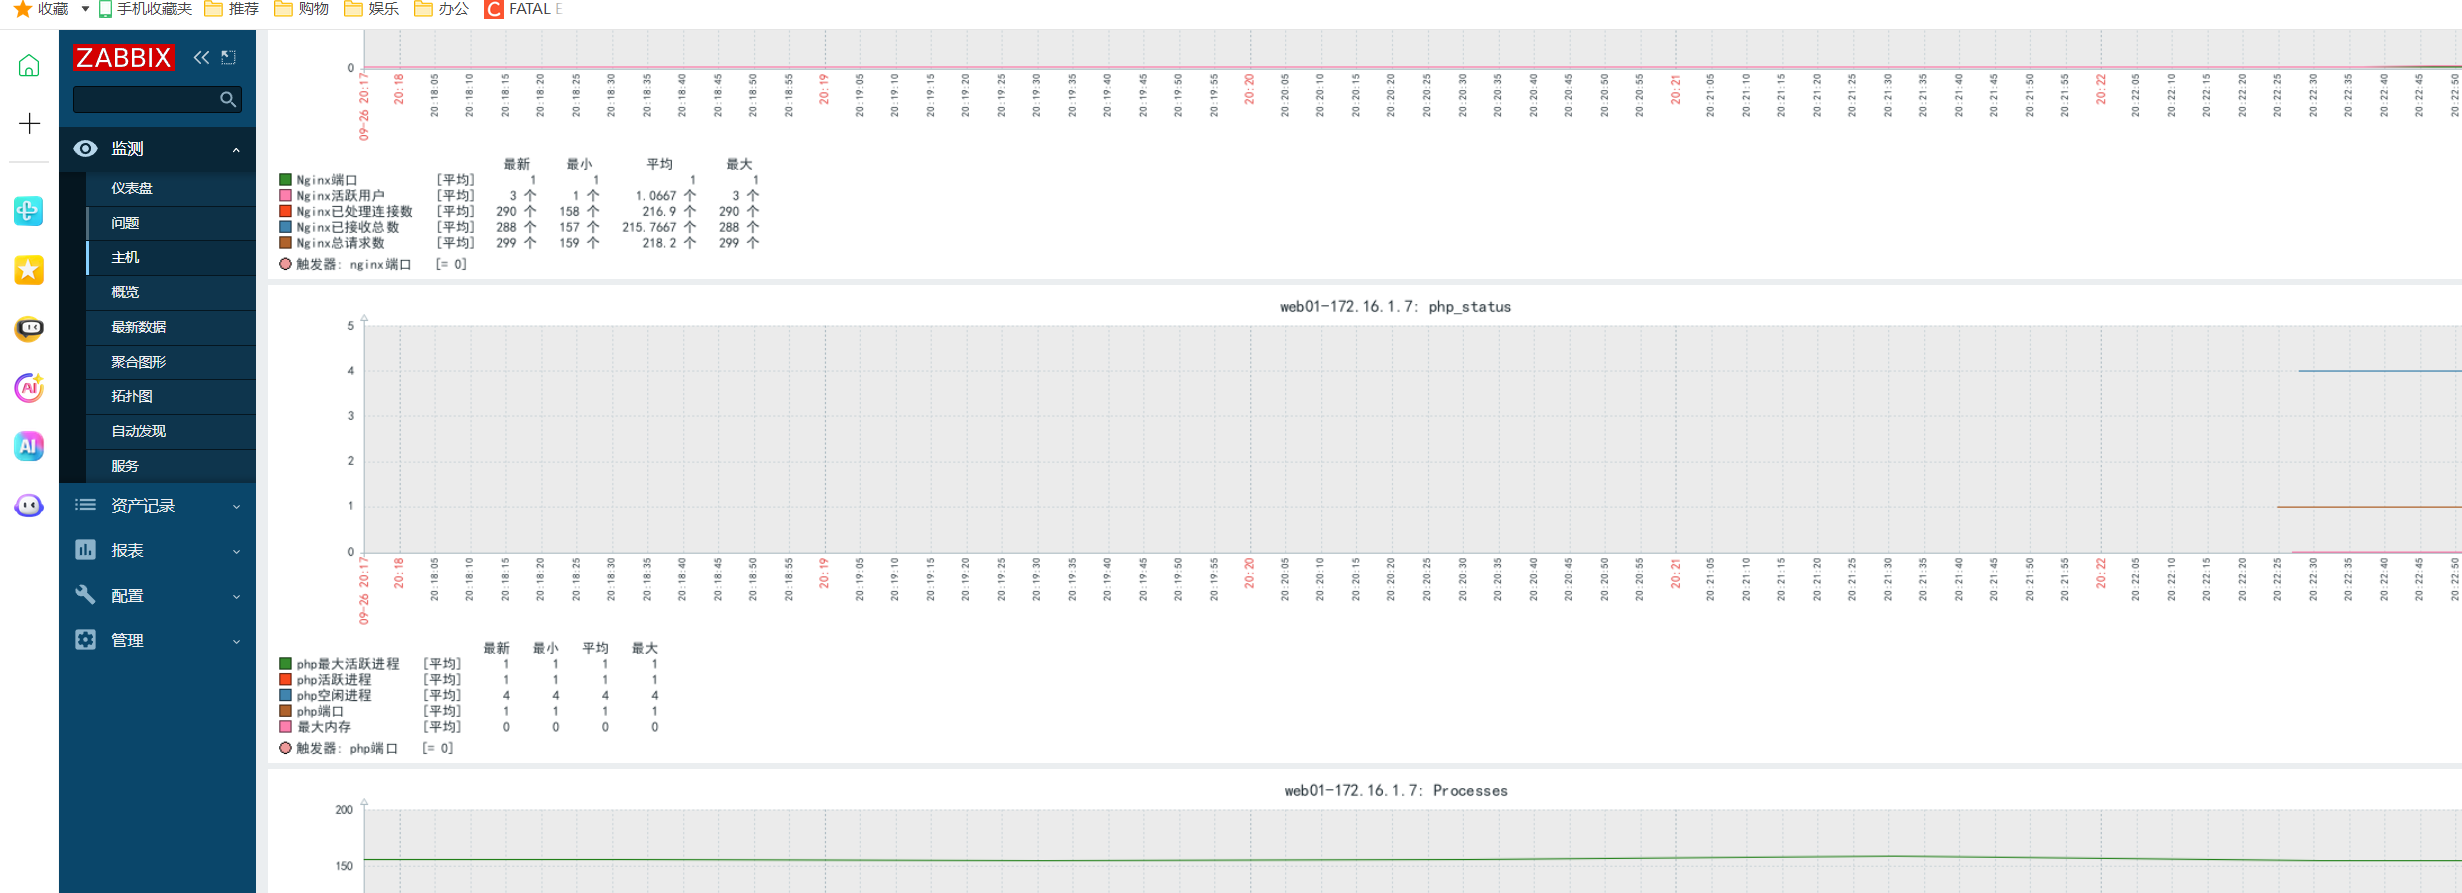 收藏 手机收藏夹 推荐 购物 娱乐 办公 C FATAL E
ZABBIX
监测
仪表盘
问题
主机
概览
最新数据
聚合图形
拓扑图
自动发现
服务
资产记录
报表
配置
管理
AI
AI
0
09-26 20:17 20:18 20:18:05 20:18:10 20:18:15 20:18:20 20:18:25 20:18:30 20:18:35 20:18:40 20:18:45 20:18:50 20:18:55 20:19 20:19:05 20:19:10 20:19:15 20:19:20 20:19:25 20:19:30 20:19:35 20:19:40 20:19:45 20:19:50 20:19:55 20:20 20:20:05 20:20:10 20:20:15 20:20:20 20:20:25 20:20:30 20:20:35 20:20:40 20:20:45 20:20:50 20:20:55 20:21 20:21:05 20:21:10 20:21:15 20:21:20 20:21:25 20:21:30 20:21:35 20:21:40 20:21:45 20:21:50 20:21:55 20:22 20:22:05 20:22:10 20:22:15 20:22:20 20:22:25 20:22:30 20:22:35 20:22:40 20:22:45 20:22:50
最新 最小 平均 最大
Nginx端口 [平均] 1 1 1 1
Nginx活跃用户 [平均] 3 个 1 个 1.0667 个 3 个
Nginx已处理连接数 [平均] 290 个 158 个 216.9 个 290 个
Nginx已接收总数 [平均] 288 个 157 个 215.7667 个 288 个
Nginx总请求数 [平均] 299 个 159 个 218.2 个 299 个
触发器: nginx端口 [= 0]
web01-172.16.1.7: php_status
5
4
3
2
1
0
09-26 20:17 20:18 20:18:05 20:18:10 20:18:15 20:18:20 20:18:25 20:18:30 20:18:35 20:18:40 20:18:45 20:18:50 20:18:55 20:19 20:19:05 20:19:10 20:19:15 20:19:20 20:19:25 20:19:30 20:19:35 20:19:40 20:19:45 20:19:50 20:19:55 20:20 20:20:05 20:20:10 20:20:15 20:20:20 20:20:25 20:20:30 20:20:35 20:20:40 20:20:45 20:20:50 20:20:55 20:21 20:21:05 20:21:10 20:21:15 20:21:20 20:21:25 20:21:30 20:21:35 20:21:40 20:21:45 20:21:50 20:21:55 20:22 20:22:05 20:22:10 20:22:15 20:22:20 20:22:25 20:22:30 20:22:35 20:22:40 20:22:45 20:22:50
最新 最小 平均 最大
php最大活跃进程 [平均] 1 1 1 1
php活跃进程 [平均] 1 1 1 1
php空闲进程 [平均] 4 4 4 4
php端口 [平均] 1 1 1 1
最大内存 [平均] 0 0 0 0
触发器: php端口 [= 0]
web01-172.16.1.7: Processes
200
150